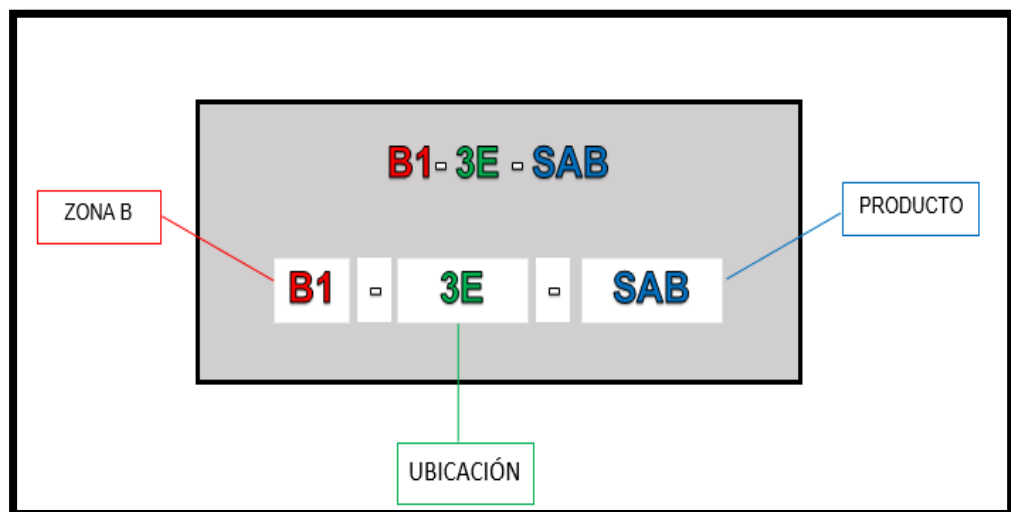 B1- 3E - SAB
ZONA B
PRODUCTO
B1 - 3E - SAB
UBICACIÓN